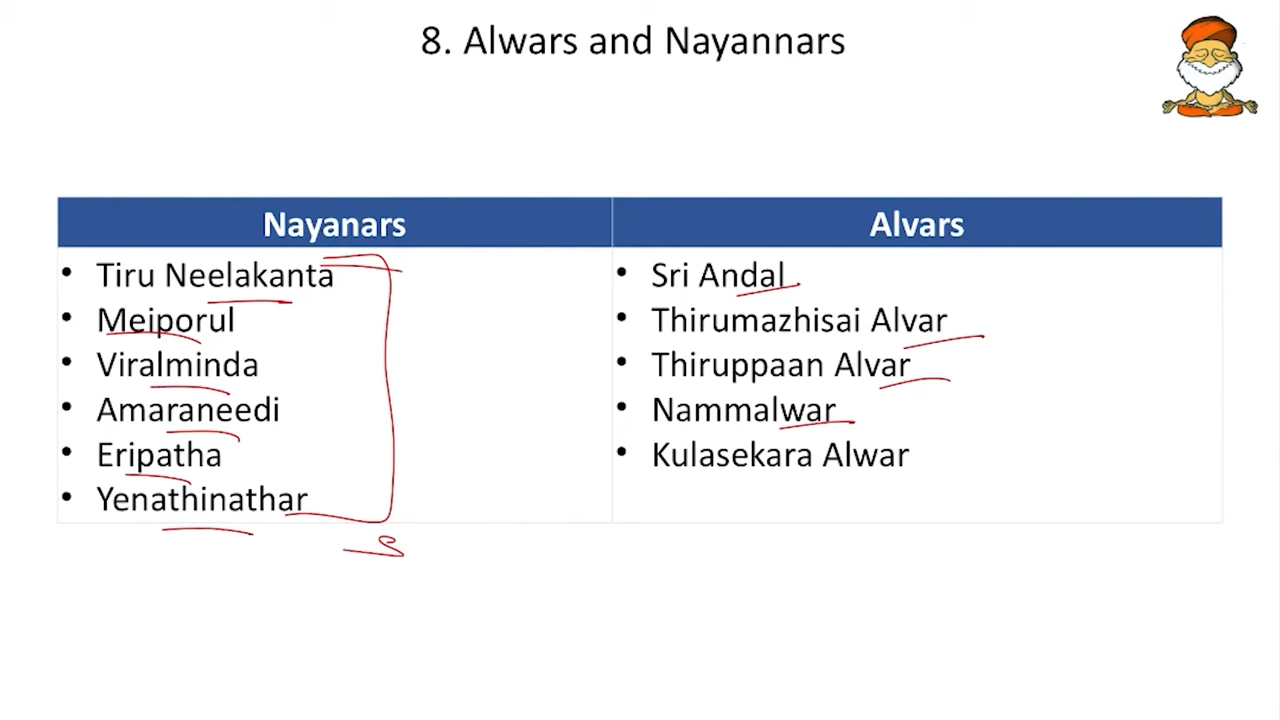 8. Alwars and Nayannars
Nayanars
Alvars
• Tiru Neelakanta
• Meiporul
• Viralminda
• Amaraneedi
• Eripatha
• Yenathinathar
• Sri Andal
• Thirumazhisai Alvar
• Thiruppaan Alvar
• Nammalwar
• Kulasekara Alwar